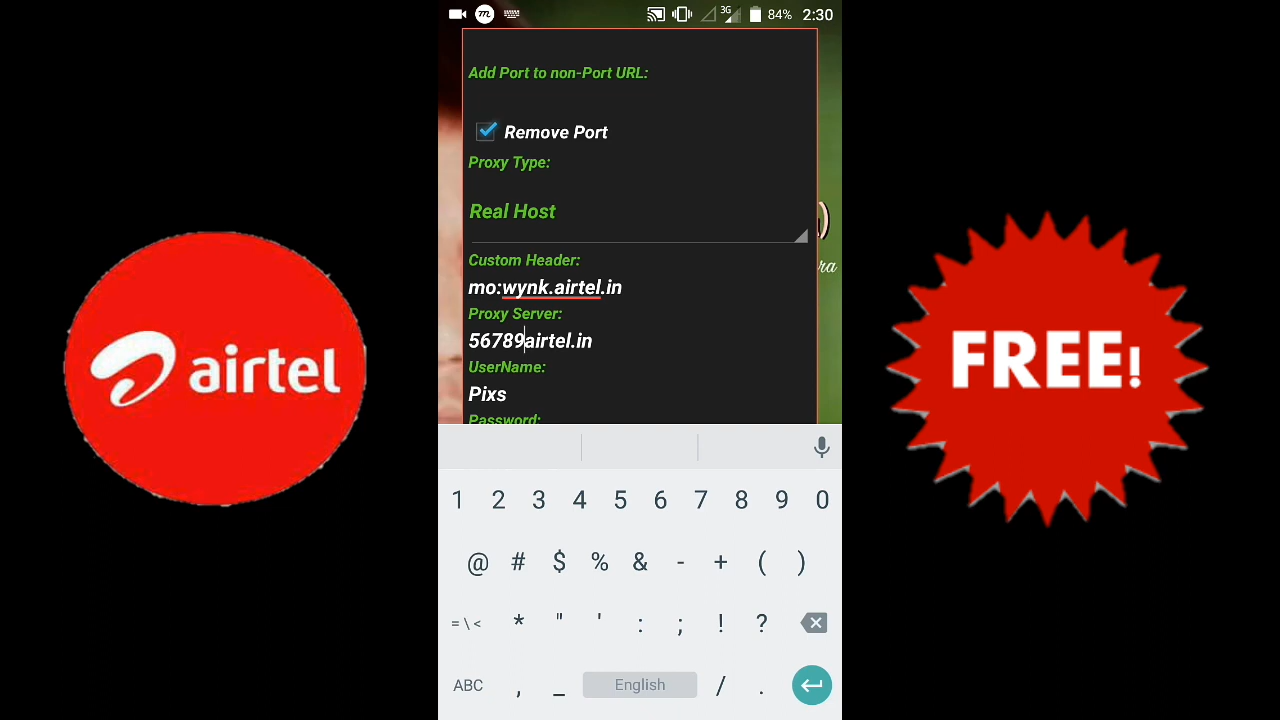 3G 84% 2:30
Add Port to non-Port URL:
Remove Port
Proxy Type:
Real Host
Custom Header:
mo:wynk.airtel.in
Proxy Server:
56789airtel.in
UserName:
Pixs
Password:
)
ra
airtel
FREE!
1 2 3 4 5 6 7 8 9 0
@ # $ % & - + ( )
= \ < * " ' : ; ! ?
ABC , _ English / .